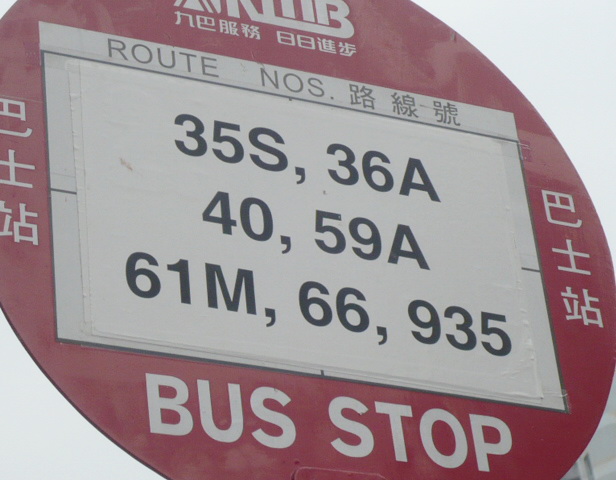 KMB
九巴服務 日日進步
ROUTE NOS. 路線號
35S, 36A
40, 59A
61M, 66, 935
巴士站
巴士站
BUS STOP